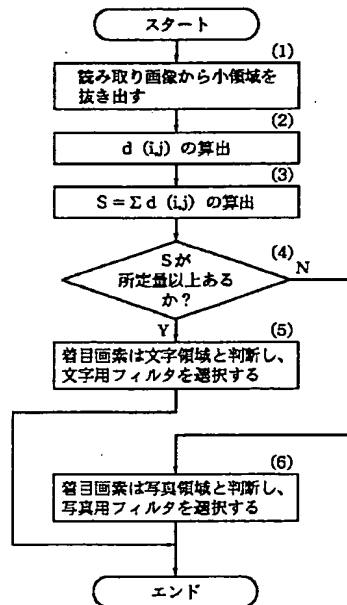 スタート
(1)
読み取り画像から小領域を
抜き出す
(2)
d (i,j) の算出
(3)
S = Σ d (i,j) の算出
(4)
Sが
所定量以上ある
か?
N
Y
(5)
着目画素は文字領域と判断し、
文字用フィルタを選択する
(6)
着目画素は写真領域と判断し、
写真用フィルタを選択する
エンド